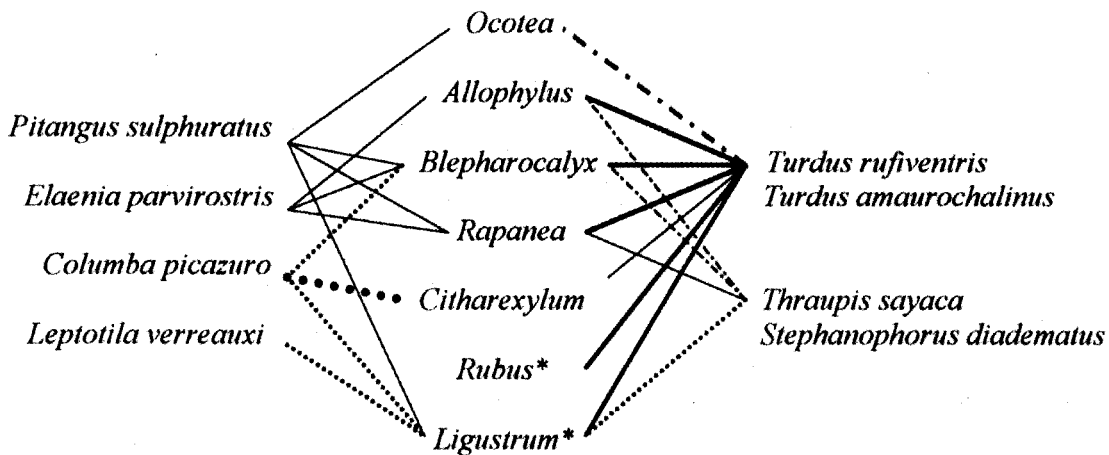 Ocotea
Allophylus
Pitangus sulphuratus
Blepharocalyx
Turdus rufiventris
Elaenia parvirostris
Turdus amaurochalinus
Rapanea
Columba picazuro
Citharexylum
Thraupis sayaca
Leptotila verreauxi
Stephanophorus diadematus
Rubus*
Ligustrum*